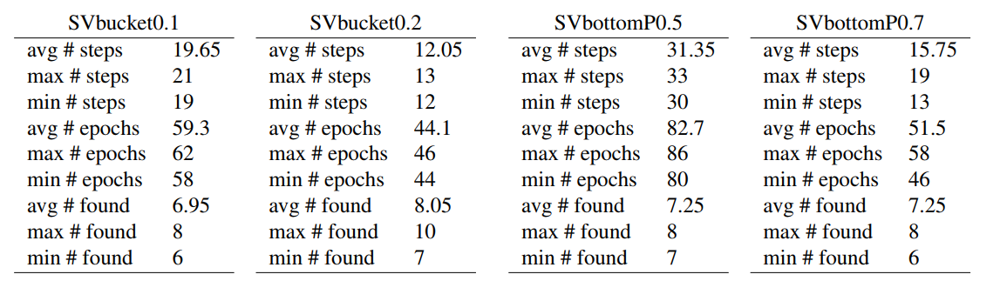 SVbucket0.1 SVbucket0.2 SVbottomP0.5 SVbottomP0.7
avg # steps 19.65 avg # steps 12.05 avg # steps 31.35 avg # steps 15.75
max # steps 21 max # steps 13 max # steps 33 max # steps 19
min # steps 19 min # steps 12 min # steps 30 min # steps 13
avg # epochs 59.3 avg # epochs 44.1 avg # epochs 82.7 avg # epochs 51.5
max # epochs 62 max # epochs 46 max # epochs 86 max # epochs 58
min # epochs 58 min # epochs 44 min # epochs 80 min # epochs 46
avg # found 6.95 avg # found 8.05 avg # found 7.25 avg # found 7.25
max # found 8 max # found 10 max # found 8 max # found 8
min # found 6 min # found 7 min # found 7 min # found 6